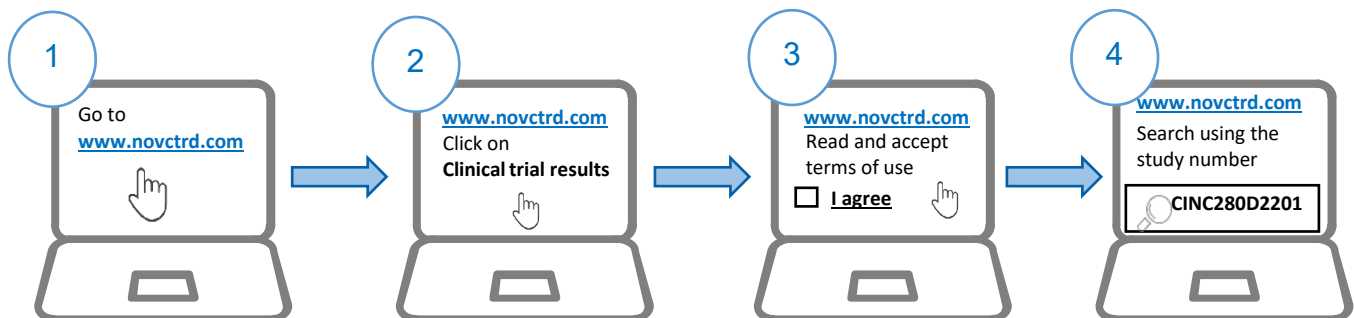 1
Go to
www.novctrd.com
2
www.novctrd.com
Click on
Clinical trial results
3
www.novctrd.com
Read and accept
terms of use
I agree
4
www.novctrd.com
Search using the
study number
CINC280D2201